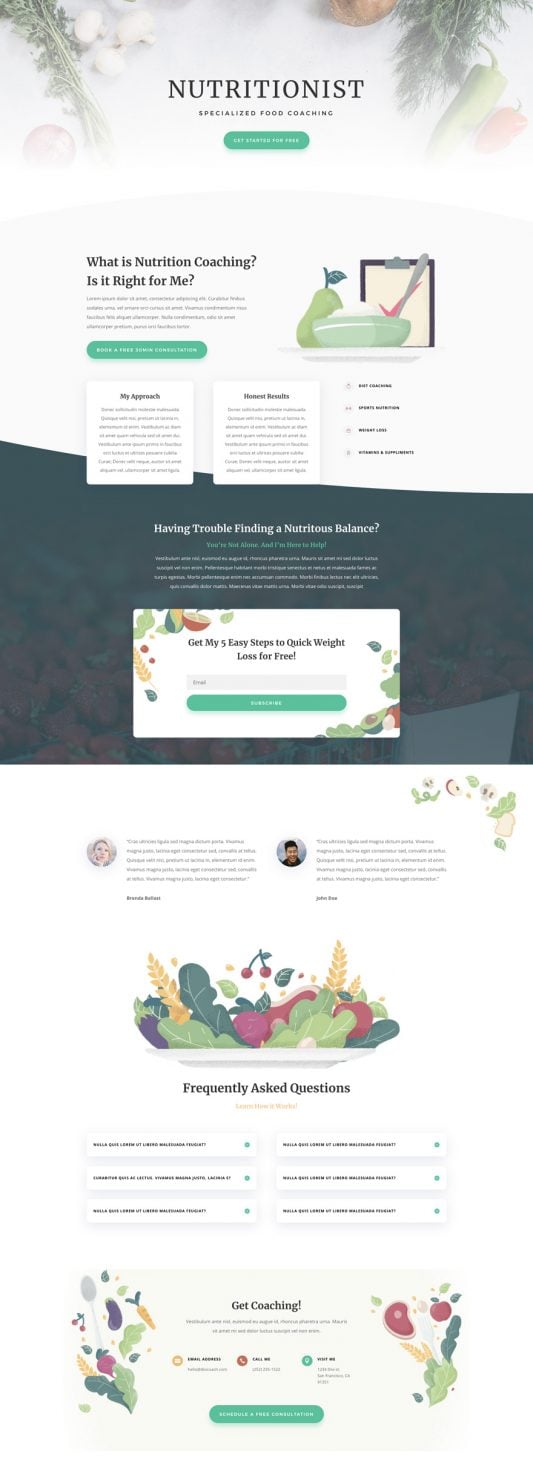 NUTRITIONIST
SPECIALIZED FOOD COACHING
GET STARTED FOR FREE
What is Nutrition Coaching?
Is it Right for Me?
Lorem ipsum dolor sit amet, consectetur adipiscing elit. Curabitur finibus
sodales urna, vel ornare orci cursus sit amet. Vivamus condimentum risus
faucibus felis aliquet ullamcorper. Nulla condimentum, odio sit amet
ullamcorper pretium, purus orci faucibus tortor.
BOOK A FREE 30MIN CONSULTATION
My Approach
Donec sollicitudin molestie malesuada.
Quisque velit nisi, pretium ut lacinia in,
elementum id enim. Vestibulum ac diam
sit amet quam vehicula sed sit amet dui.
Vestibulum ante ipsum primis in faucibus
orci luctus et ultrices posuere cubilia
Curae; Donec velit neque, auctor sit amet
aliquam vel, ullamcorper sit amet ligula.
Honest Results
Donec sollicitudin molestie malesuada.
Quisque velit nisi, pretium ut lacinia in,
elementum id enim. Vestibulum ac diam
sit amet quam vehicula sed sit amet dui.
Vestibulum ante ipsum primis in faucibus
orci luctus et ultrices posuere cubilia
Curae; Donec velit neque, auctor sit amet
aliquam vel, ullamcorper sit amet ligula.
DIET COACHING
SPORTS NUTRITION
WEIGHT LOSS
VITAMINS & SUPPLIMENTS
Having Trouble Finding a Nutritous Balance?
You're Not Alone. And I'm Here to Help!
Vestibulum ante nisl, euismod eu augue id, rhoncus pharetra urna. Mauris sit amet mi sed dolor luctus
suscipit vel non enim. Pellentesque habitant morbi tristique senectus et netus et malesuada fames ac
turpis egestas. Morbi pellentesque enim nec accumsan commodo. Morbi finibus lectus nec elit ultricies,
quis convallis dolor mattis. Maecenas vitae mattis urna. Morbi vitae odio suscipit, suscipit
Get My 5 Easy Steps to Quick Weight
Loss for Free!
Email
SUBSCRIBE
"Cras ultricies ligula sed magna dictum porta. Vivamus
magna justo, lacinia eget consectetur sed, convallis at tellus.
Quisque velit nisi, pretium ut lacinia in, elementum id enim.
Vivamus magna justo, lacinia eget consectetur sed, convallis
at tellus. Vivamus magna justo, lacinia eget consectetur."
Brenda Ballast
"Cras ultricies ligula sed magna dictum porta. Vivamus
magna justo, lacinia eget consectetur sed, convallis at tellus.
Quisque velit nisi, pretium ut lacinia in, elementum id enim.
Vivamus magna justo, lacinia eget consectetur sed, convallis
at tellus. Vivamus magna justo, lacinia eget consectetur."
John Doe
Frequently Asked Questions
Learn How it Works!
NULLA QUIS LOREM UT LIBERO MALESUADA FEUGIAT?
NULLA QUIS LOREM UT LIBERO MALESUADA FEUGIAT?
CURABITUR QUIS AC LECTUS. VIVAMUS MAGNA JUSTO, LACINIA S?
NULLA QUIS LOREM UT LIBERO MALESUADA FEUGIAT?
NULLA QUIS LOREM UT LIBERO MALESUADA FEUGIAT?
NULLA QUIS LOREM UT LIBERO MALESUADA FEUGIAT?
Get Coaching!
Vestibulum ante nisl, euismod eu augue id, rhoncus pharetra urna. Mauris
sit amet mi sed dolor luctus suscipit vel non enim.
EMAIL ADDRESS
CALL ME
(252) 235-1522
VISIT ME
1234 Divi st.
San Francisco, CA
91351
SCHEDULE A FREE CONSULTATION